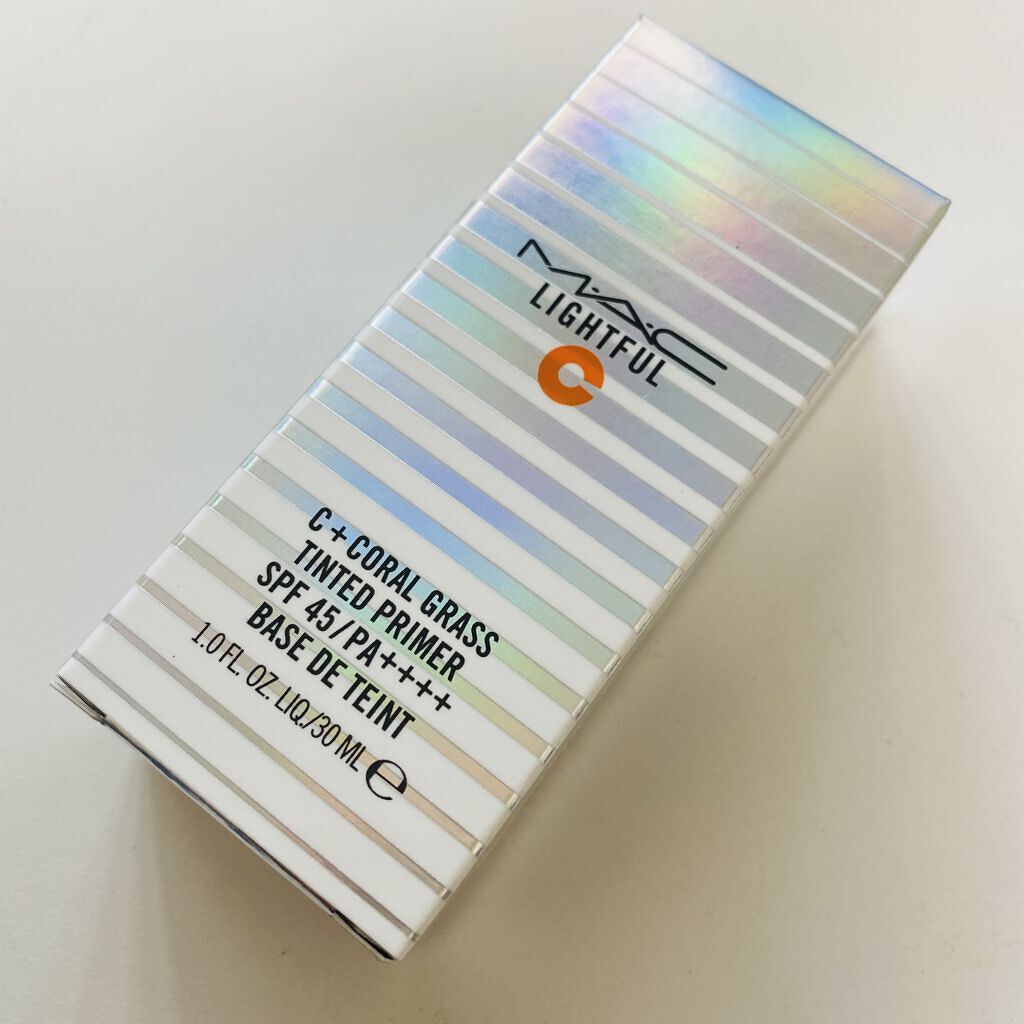 M·A·C
LIGHTFUL
C
C + CORAL GRASS
TINTED PRIMER
SPF 45/PA++++
BASE DE TEINT
1.0 FL. OZ. LIQ./30 ML e